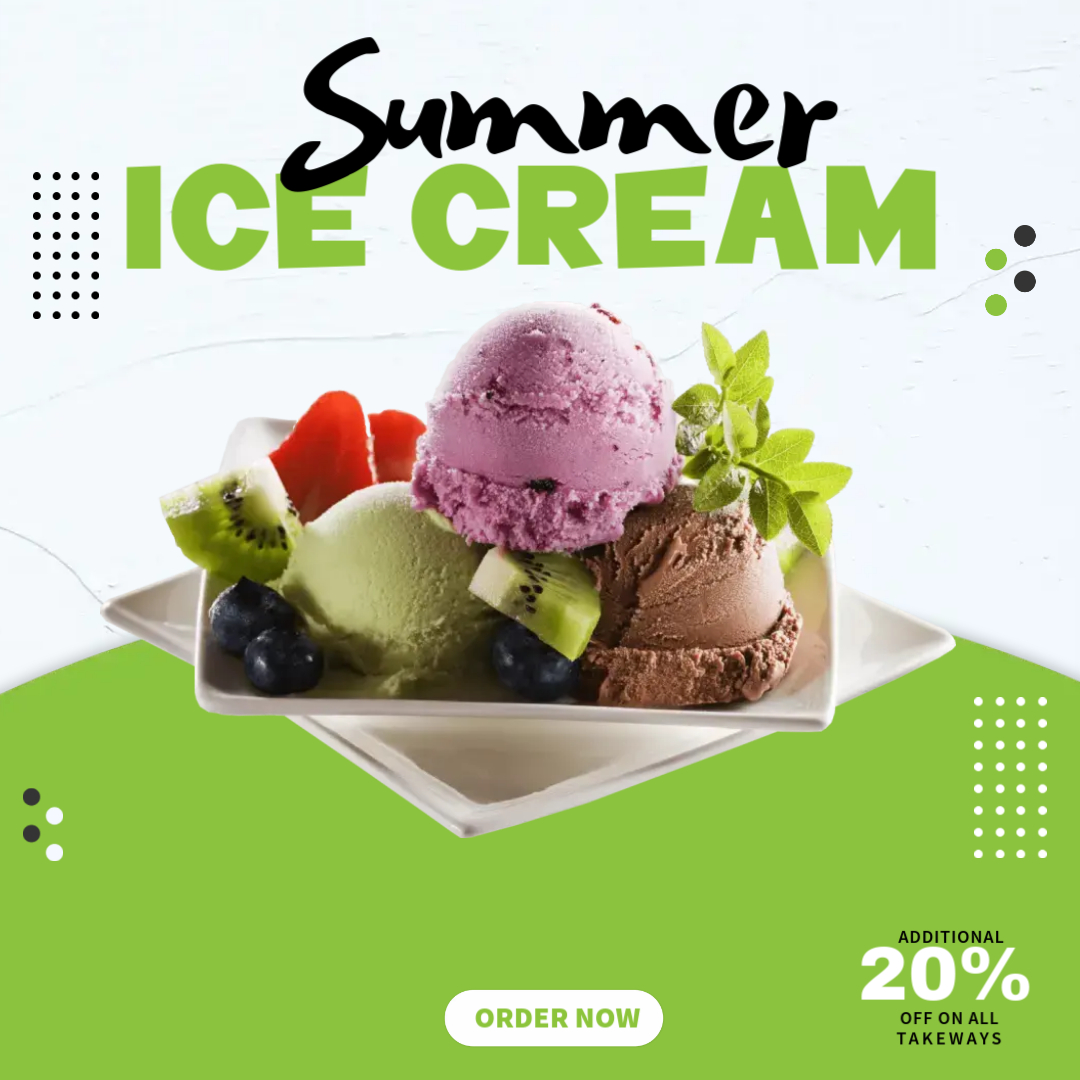 Summer
ICE CREAM
ORDER NOW
ADDITIONAL
20%
OFF ON ALL
TAKEWAYS